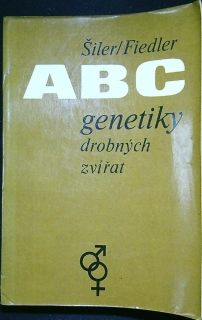 Šiler/Fiedler
ABC
genetiky
drobných
zvířat